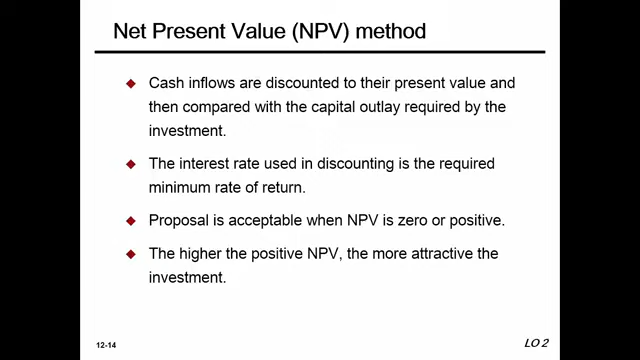 Net Present Value (NPV) method
◆ Cash inflows are discounted to their present value and
then compared with the capital outlay required by the
investment.
◆ The interest rate used in discounting is the required
minimum rate of return.
◆ Proposal is acceptable when NPV is zero or positive.
◆ The higher the positive NPV, the more attractive the
investment.
12-14
LO 2